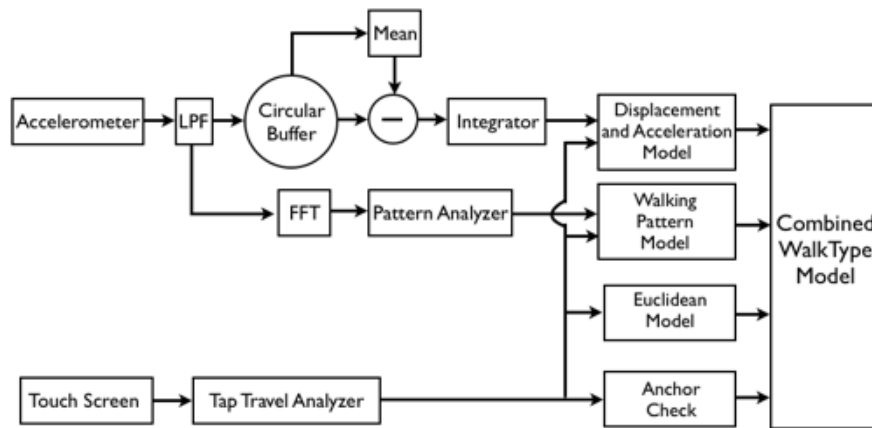 Mean
Accelerometer
LPF
Circular
Buffer
−
Integrator
Displacement
and Acceleration
Model
FFT
Pattern Analyzer
Walking
Pattern
Model
Combined
WalkType
Model
Euclidean
Model
Touch Screen
Tap Travel Analyzer
Anchor
Check